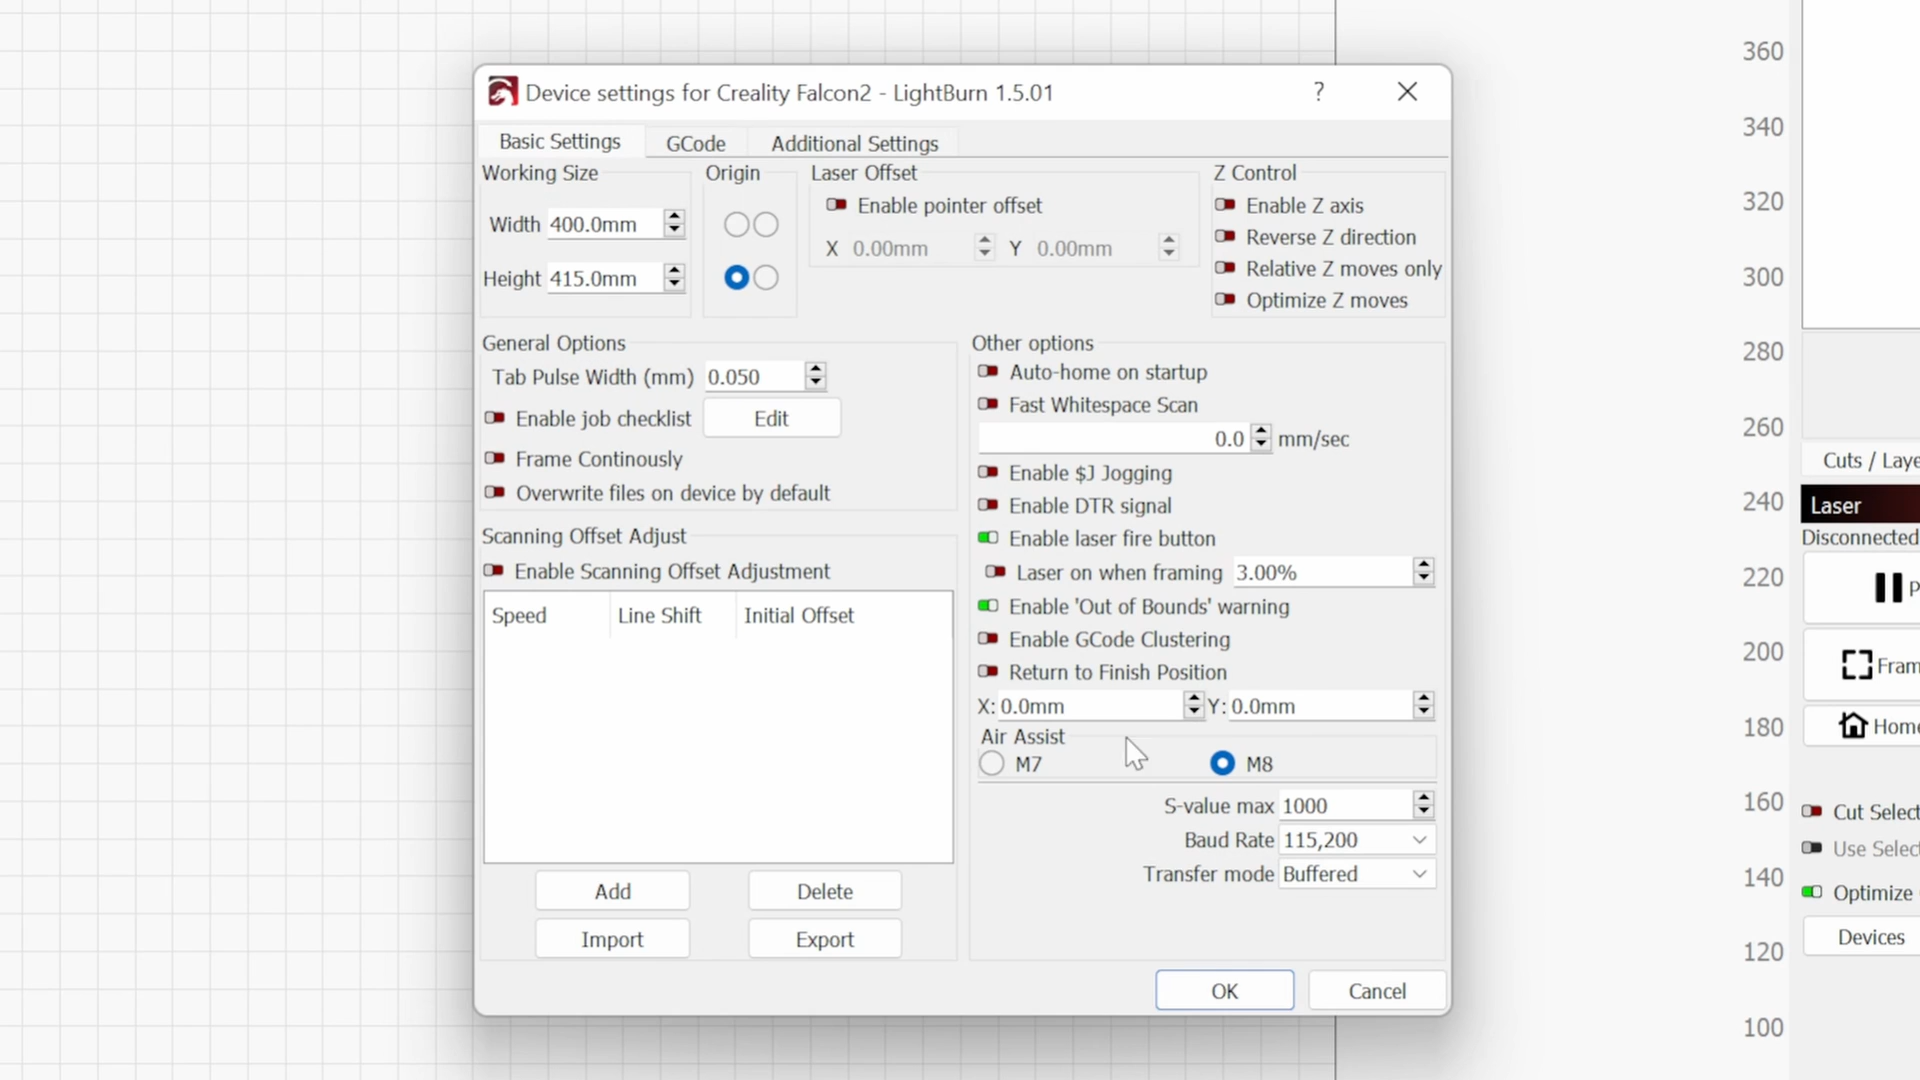 Device settings for Creality Falcon2 - LightBurn 1.5.01
?
Basic Settings
GCode
Additional Settings
Working Size
Width 400.0mm
Height 415.0mm
Origin
Laser Offset
Enable pointer offset
X 0.00mm Y 0.00mm
Z Control
Enable Z axis
Reverse Z direction
Relative Z moves only
Optimize Z moves
General Options
Tab Pulse Width (mm) 0.050
Enable job checklist Edit
Frame Continously
Overwrite files on device by default
Scanning Offset Adjust
Enable Scanning Offset Adjustment
Speed Line Shift Initial Offset
Add Delete
Import Export
Other options
Auto-home on startup
Fast Whitespace Scan
0.0 mm/sec
Enable $J Jogging
Enable DTR signal
Enable laser fire button
Laser on when framing 3.00%
Enable 'Out of Bounds' warning
Enable GCode Clustering
Return to Finish Position
X: 0.0mm Y: 0.0mm
Air Assist
M7 M8
S-value max 1000
Baud Rate 115,200
Transfer mode Buffered
OK Cancel
360
340
320
300
280
260
240
220
200
180
160
140
120
100
Cuts / Laye
Laser
Disconnected
P
Fram
Home
Cut Select
Use Selec
Optimize
Devices